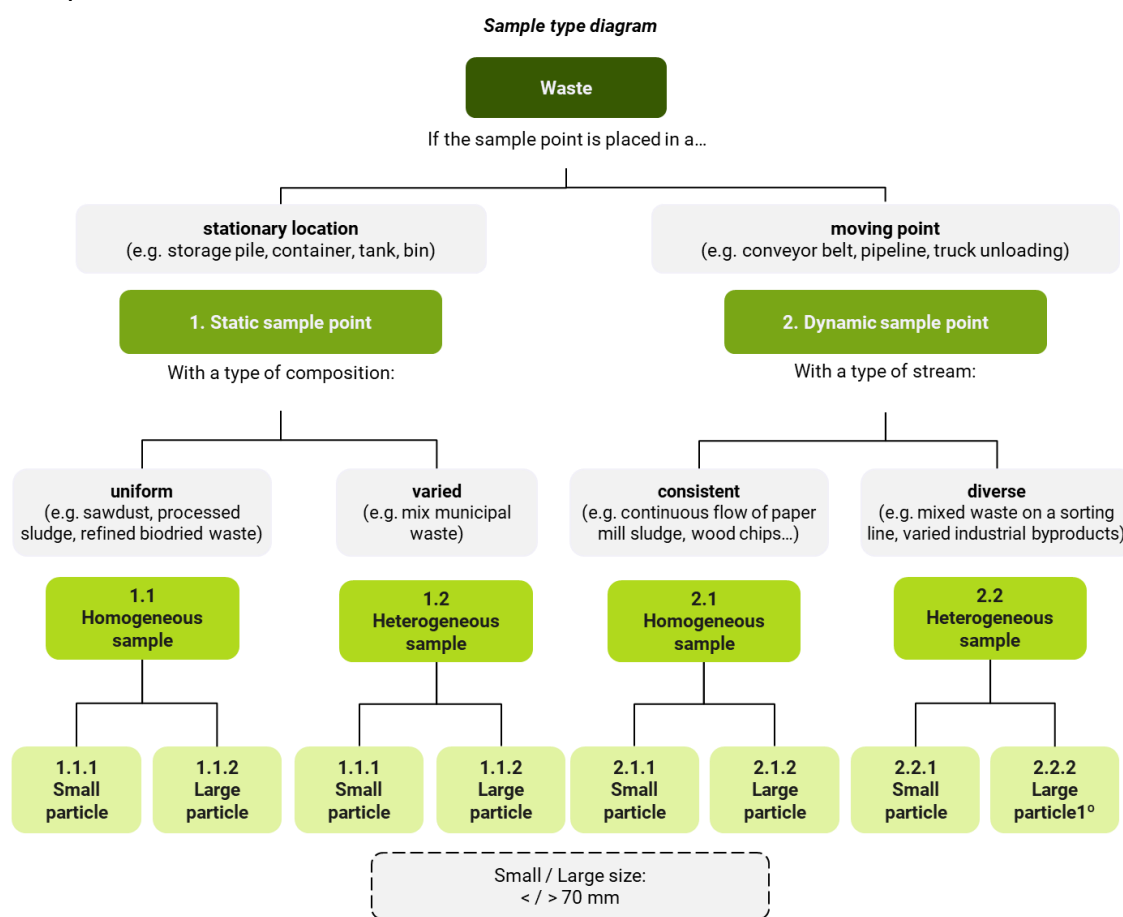 Sample type diagram
Waste
If the sample point is placed in a…
stationary location
(e.g. storage pile, container, tank, bin)
moving point
(e.g. conveyor belt, pipeline, truck unloading)
1. Static sample point
2. Dynamic sample point
With a type of composition:
With a type of stream:
uniform
(e.g. sawdust, processed
sludge, refined biodried waste)
varied
(e.g. mix municipal
waste)
consistent
(e.g. continuous flow of paper
mill sludge, wood chips…)
diverse
(e.g. mixed waste on a sorting
line, varied industrial byproducts)
1.1
Homogeneous
sample
1.2
Heterogeneous
sample
2.1
Homogeneous
sample
2.2
Heterogeneous
sample
1.1.1
Small
particle
1.1.2
Large
particle
1.1.1
Small
particle
1.1.2
Large
particle
2.1.1
Small
particle
2.1.2
Large
particle
2.2.1
Small
particle
2.2.2
Large
particle1º
Small / Large size:
< / > 70 mm